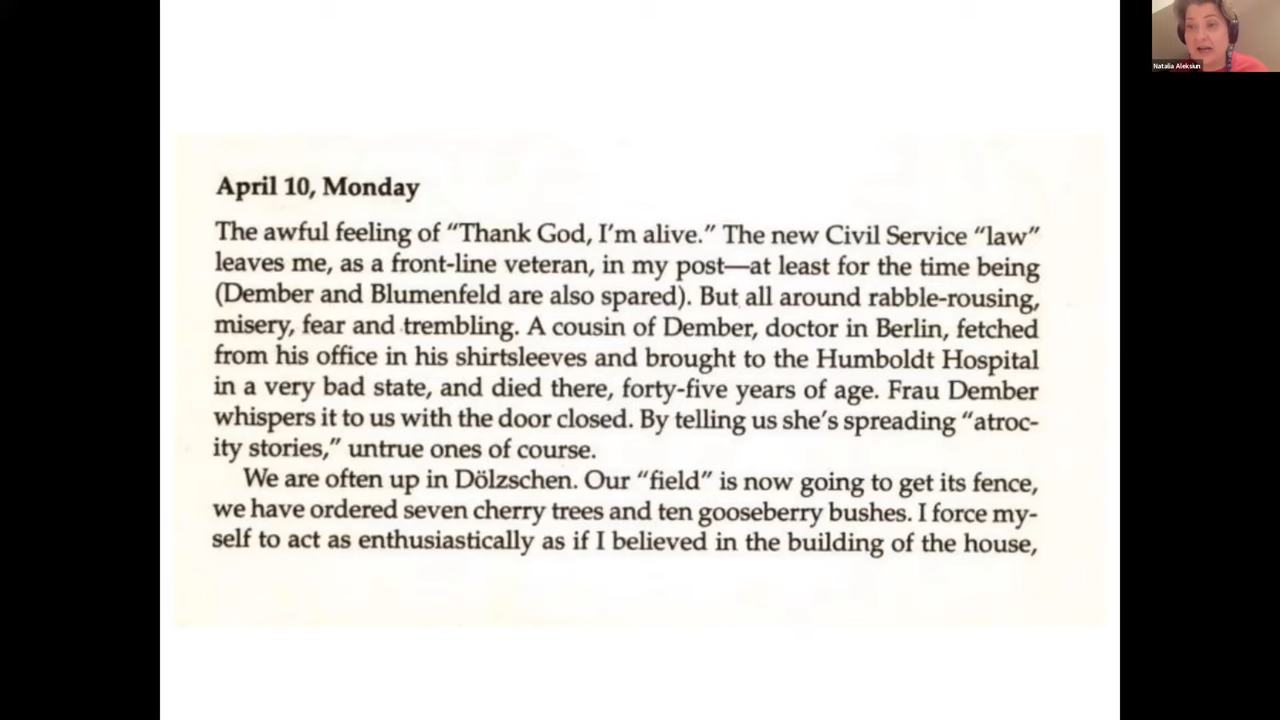 Natalia Aleksiun
April 10, Monday
The awful feeling of “Thank God, I’m alive.” The new Civil Service “law”
leaves me, as a front-line veteran, in my post—at least for the time being
(Dember and Blumenfeld are also spared). But all around rabble-rousing,
misery, fear and trembling. A cousin of Dember, doctor in Berlin, fetched
from his office in his shirtsleeves and brought to the Humboldt Hospital
in a very bad state, and died there, forty-five years of age. Frau Dember
whispers it to us with the door closed. By telling us she’s spreading “atroc-
ity stories,” untrue ones of course.
We are often up in Dölzschen. Our “field” is now going to get its fence,
we have ordered seven cherry trees and ten gooseberry bushes. I force my-
self to act as enthusiastically as if I believed in the building of the house,